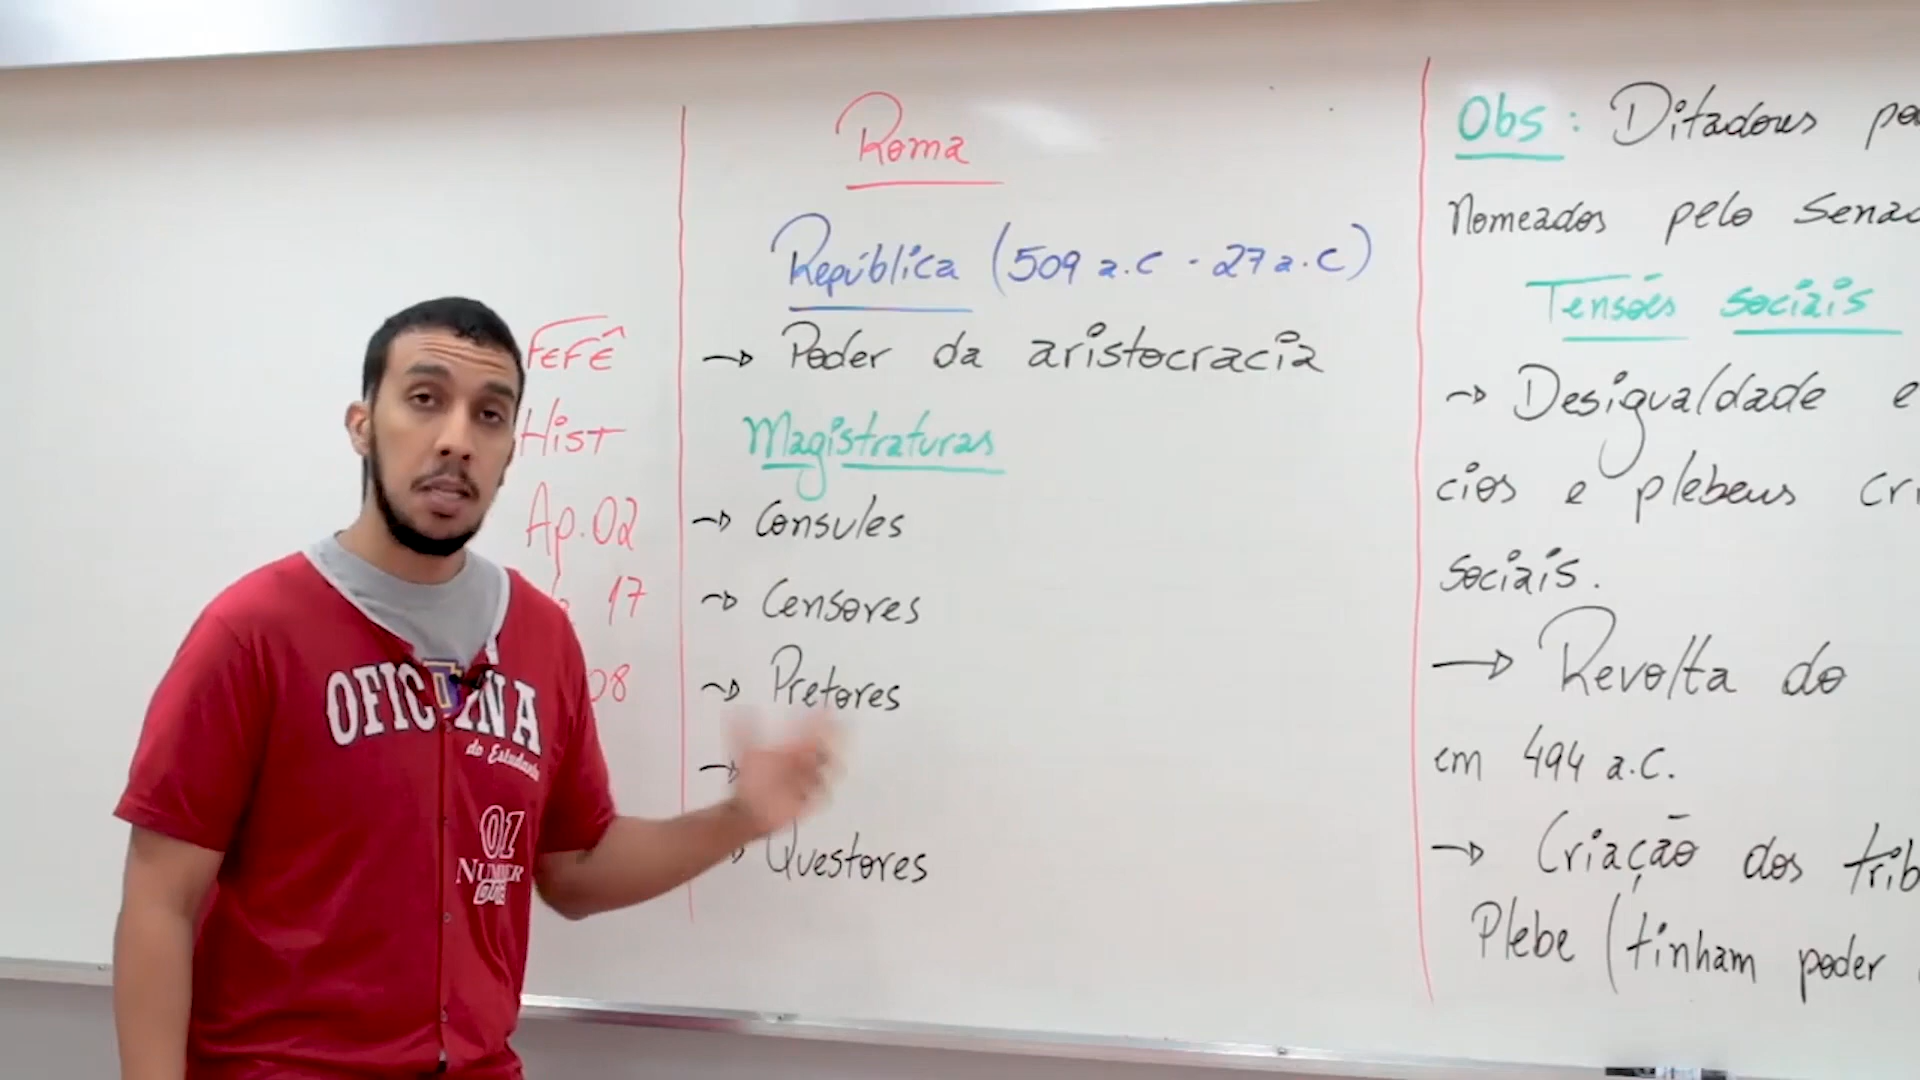 FEFÊ
Hist
Ap. 02
17
08
Roma
República (509 a.C - 27 a.C)
→ Poder da aristocracia
Magistraturas
→ Consules
→ Censores
→ Pretores
→
→ Questores
Obs: Ditadores
Nomeados pelo
Tensões sociais
→ Desigualdade e
cios e plebeus
sociais.
→ Revolta do
em 494 a.C.
→ Criação dos
Plebe (tinham poder
OFICINA
do Estudante
01
NUMBER
ONE